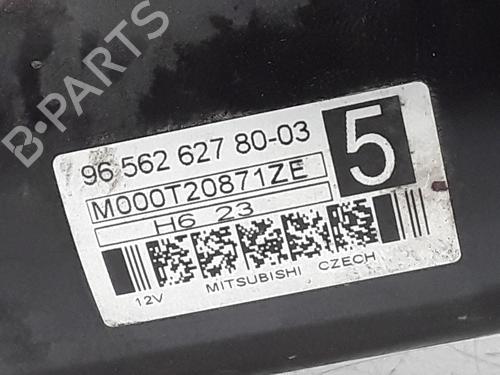 B-PARTS
96 562 627 80-03
5
M000T20871ZE
H6 23
12V MITSUBISHI CZECH